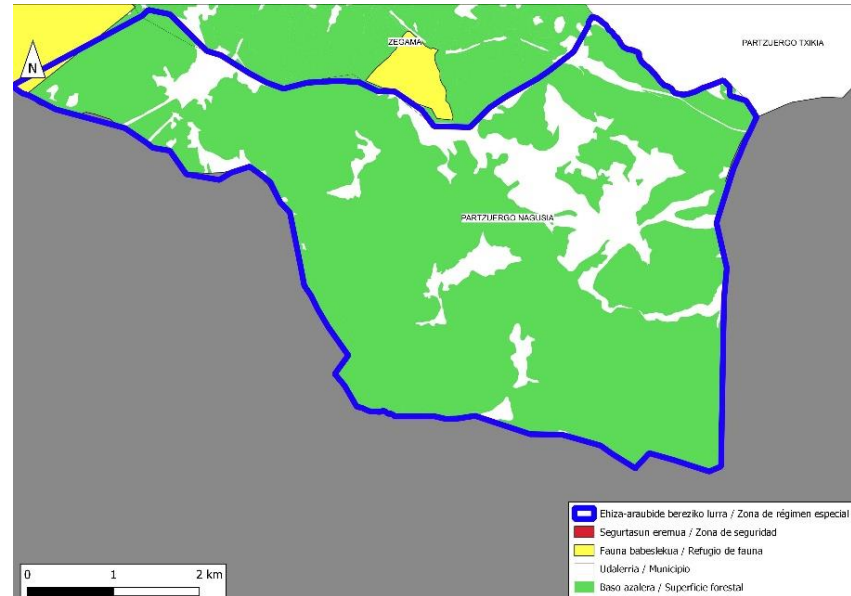 ZEGAMA
PARTZUERGO TXIKIA
N
PARTZUERGO NAGUSIA
Ehiza-araubide bereziko lurra / Zona de régimen especial
Segurtasun eremua / Zona de seguridad
Fauna babeslekua / Refugio de fauna
Udalerria / Municipio
Baso azalera / Superficie forestal
0 1 2 km